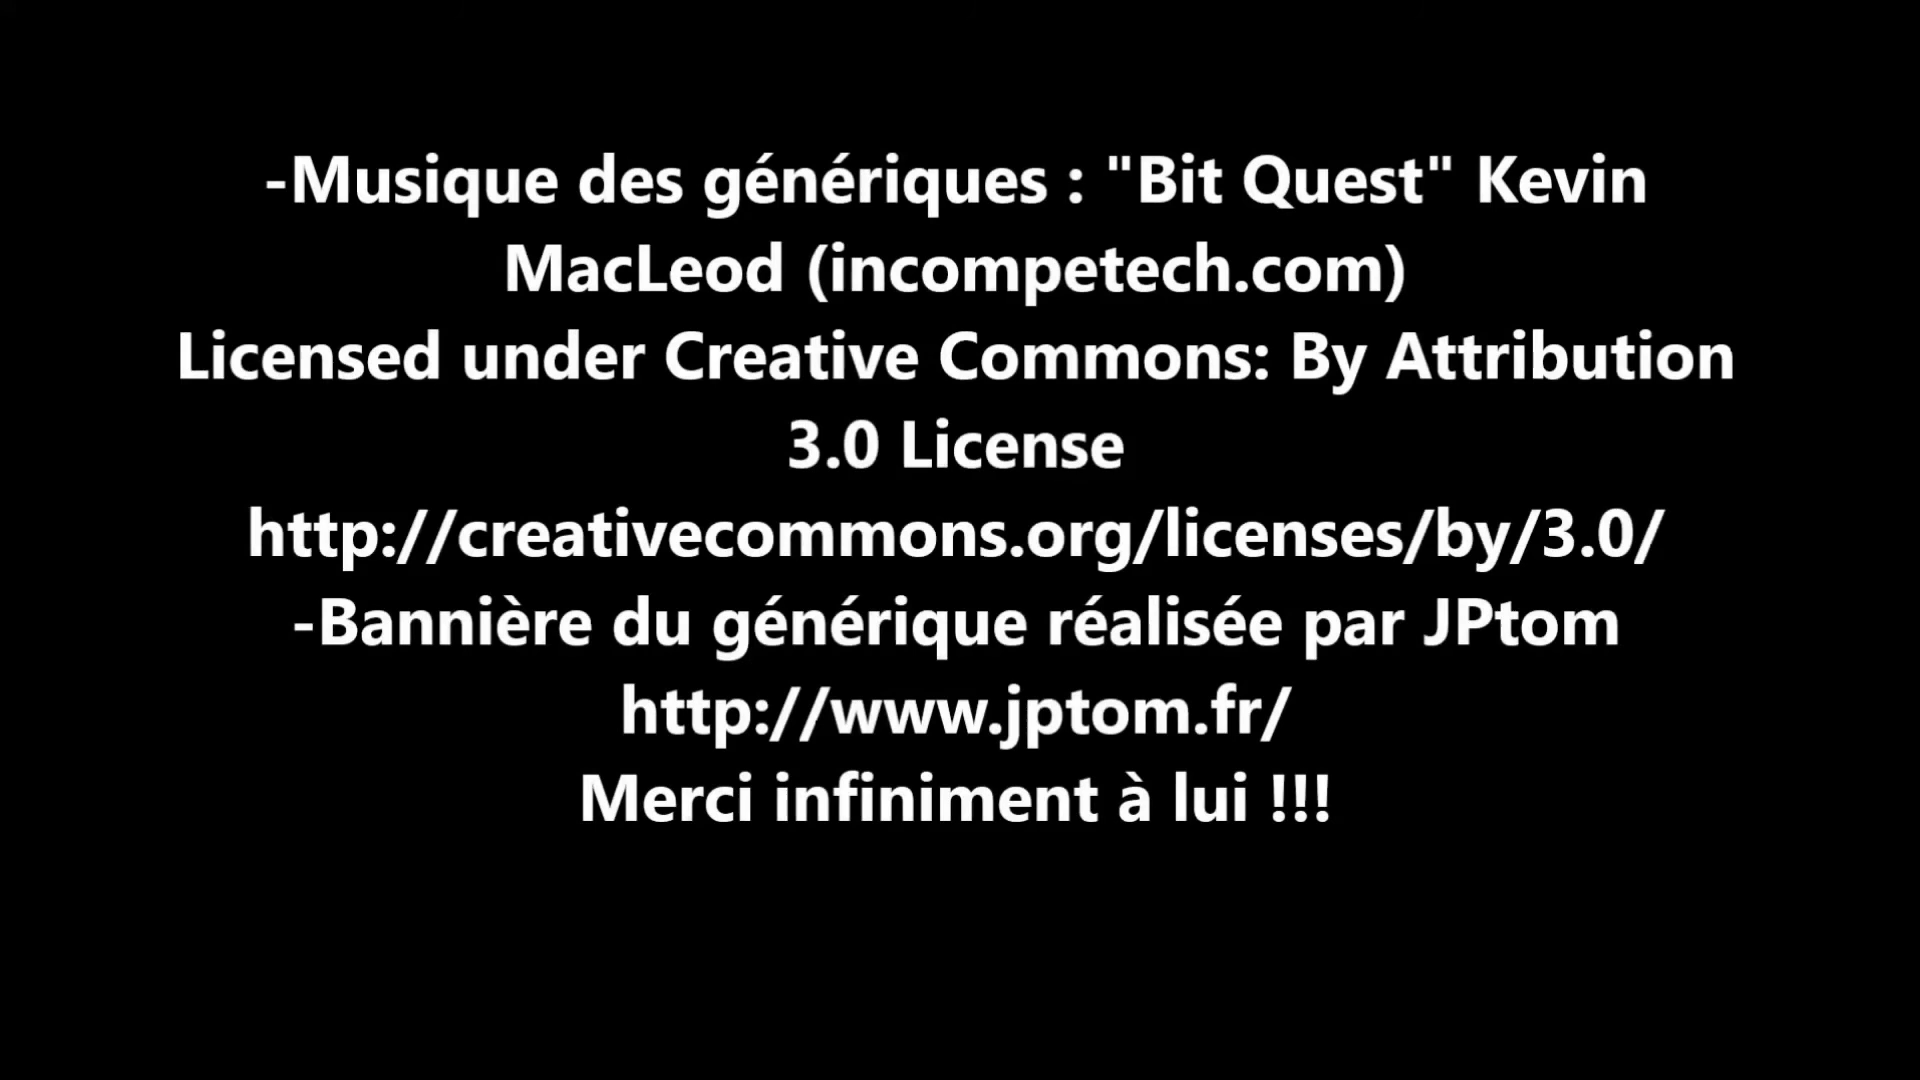 -Musique des génériques : "Bit Quest" Kevin
MacLeod (incompetech.com)
Licensed under Creative Commons: By Attribution
3.0 License
http://creativecommons.org/licenses/by/3.0/
-Bannière du générique réalisée par JPtom
http://www.jptom.fr/
Merci infiniment à lui !!!